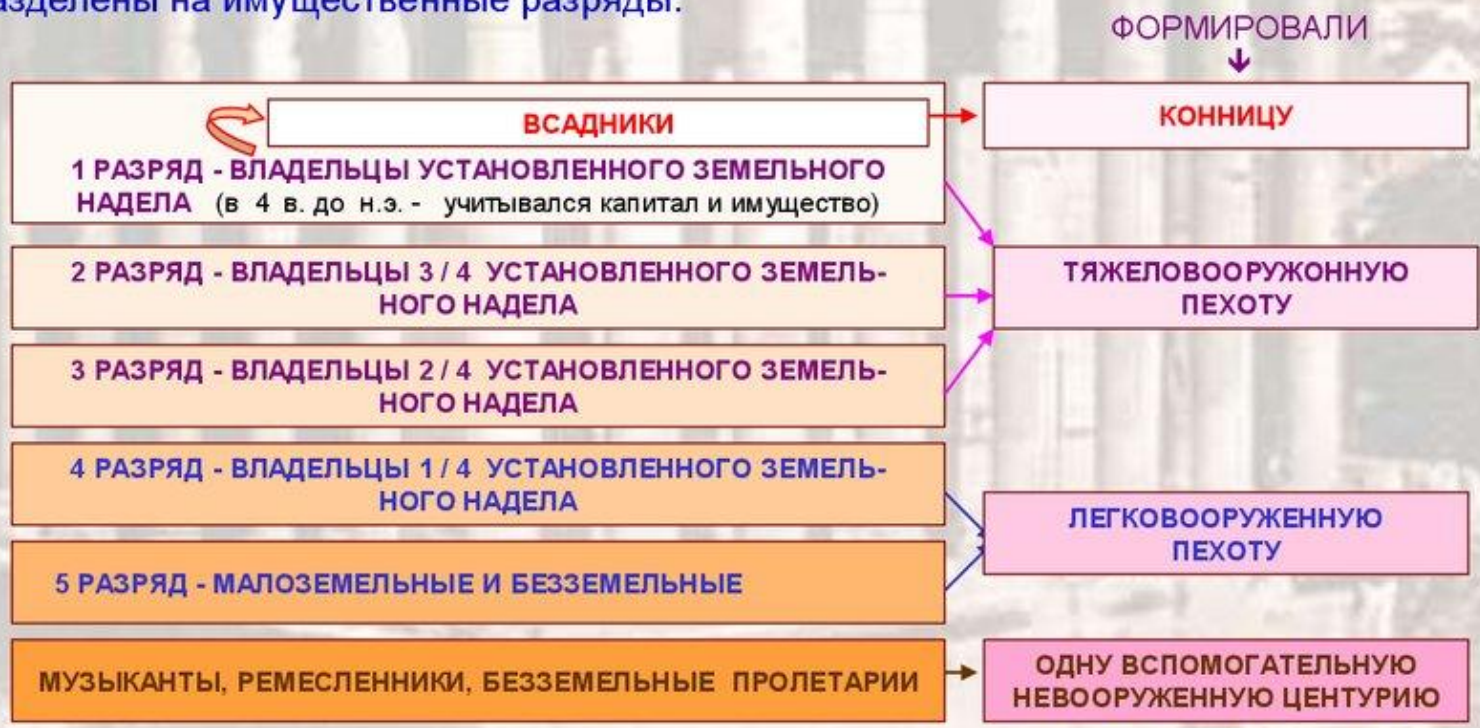 на имущественные разряды.
ФОРМИРОВАЛИ
ВСАДНИКИ
КОННИЦУ
1 РАЗРЯД - ВЛАДЕЛЬЦЫ УСТАНОВЛЕННОГО ЗЕМЕЛЬНОГО
НАДЕЛА (в 4 в. до н.э. - учитывался капитал и имущество)
2 РАЗРЯД - ВЛАДЕЛЬЦЫ 3 / 4 УСТАНОВЛЕННОГО ЗЕМЕЛЬ-
НОГО НАДЕЛА
ТЯЖЕЛОВООРУЖОННУЮ
ПЕХОТУ
3 РАЗРЯД - ВЛАДЕЛЬЦЫ 2 / 4 УСТАНОВЛЕННОГО ЗЕМЕЛЬ-
НОГО НАДЕЛА
4 РАЗРЯД - ВЛАДЕЛЬЦЫ 1 / 4 УСТАНОВЛЕННОГО ЗЕМЕЛЬ-
НОГО НАДЕЛА
ЛЕГКОВООРУЖЕННУЮ
ПЕХОТУ
5 РАЗРЯД - МАЛОЗЕМЕЛЬНЫЕ И БЕЗЗЕМЕЛЬНЫЕ
МУЗЫКАНТЫ, РЕМЕСЛЕННИКИ, БЕЗЗЕМЕЛЬНЫЕ ПРОЛЕТАРИИ
ОДНУ ВСПОМОГАТЕЛЬНУЮ
НЕВООРУЖЕННУЮ ЦЕНТУРИЮ